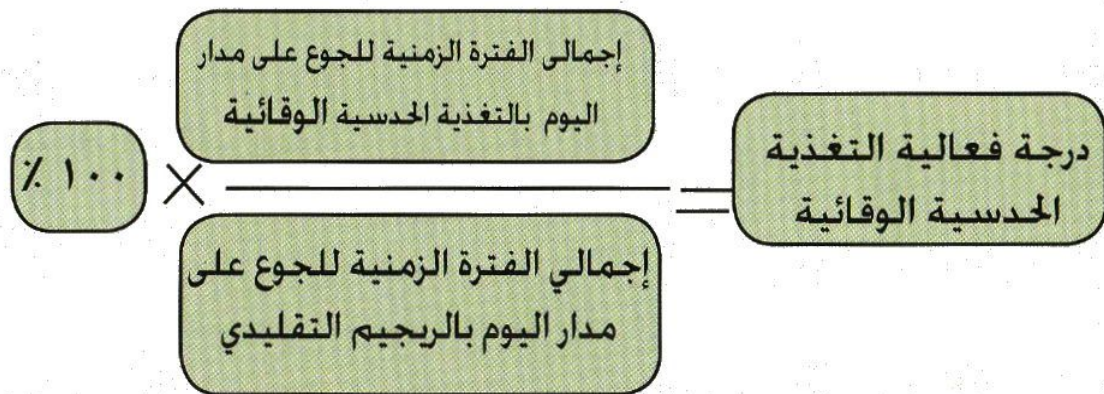 درجة فعالية التغذية
الحدسية الوقائية
=
إجمالى الفترة الزمنية للجوع على مدار
اليوم بالتغذية الحدسية الوقائية
إجمالي الفترة الزمنية للجوع على
مدار اليوم بالريجيم التقليدي
×
١٠٠ ٪